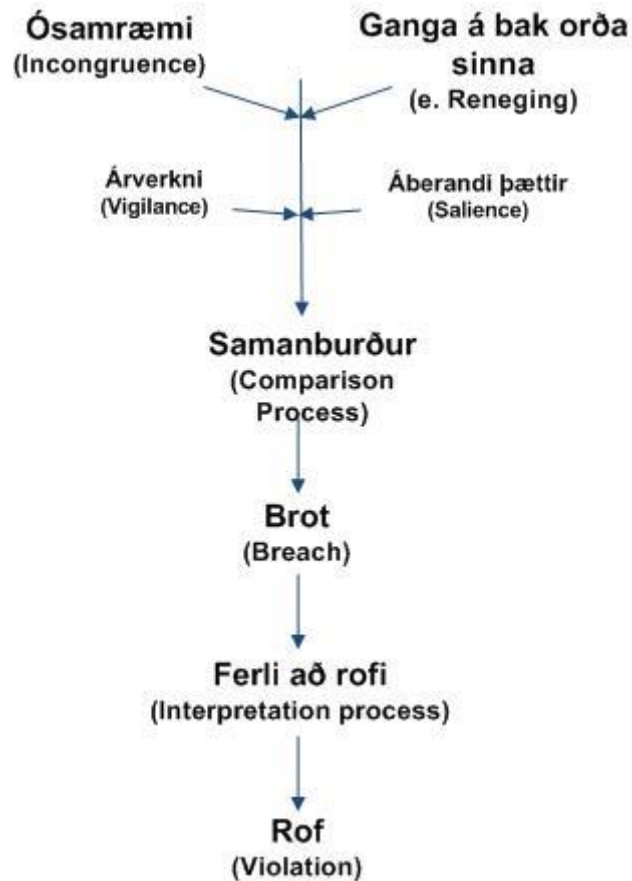 Ósamræmi
(Incongruence)
Ganga á bak orða
sinna
(e. Reneging)
Árverkni
(Vigilance)
Áberandi þættir
(Salience)
Samanburður
(Comparison
Process)
Brot
(Breach)
Ferli að rofi
(Interpretation process)
Rof
(Violation)